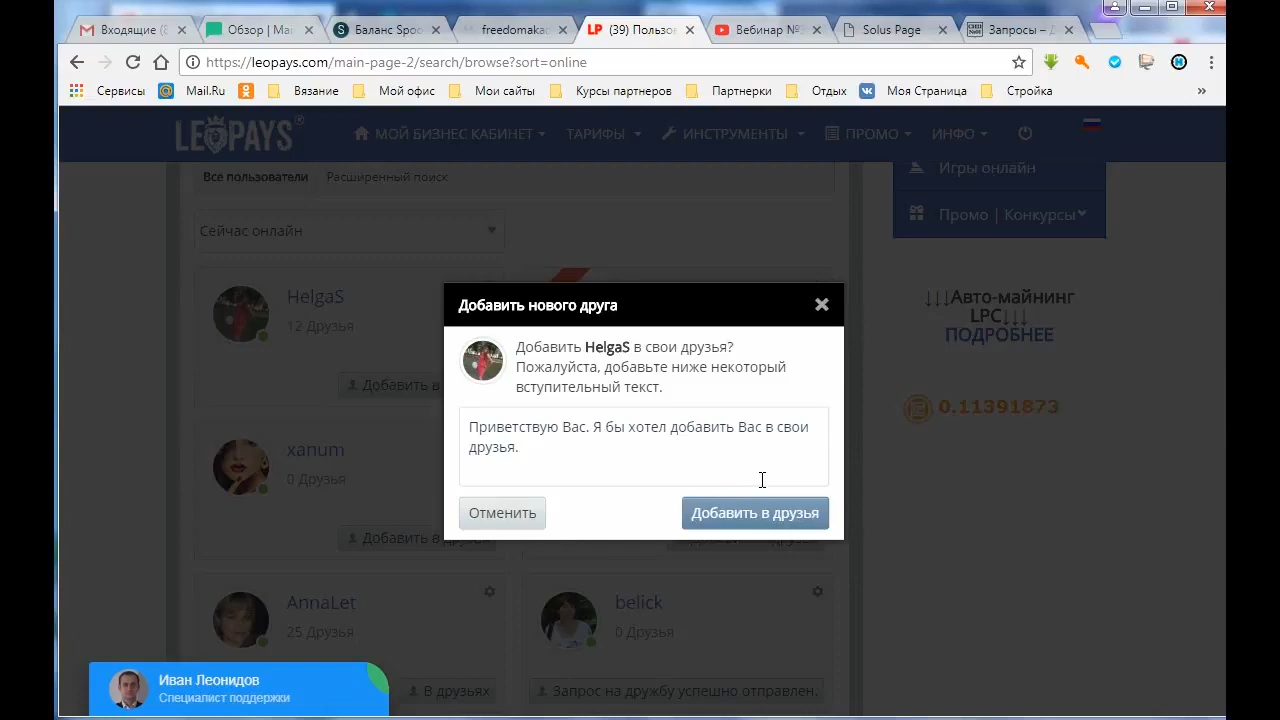 Входящие (
Обзор | Ма
Баланс Spo
freedomaks
(39) Пользо
Вебинар №
Solus Page
Запросы – Д
https://leopays.com/main-page-2/search/browse?sort=online
Сервисы
Mail.Ru
Вязание
Мой офис
Мои сайты
Курсы партнеров
Партнерки
Отдых
Моя Страница
Стройка
»
LEOPAYS®
МОЙ БИЗНЕС КАБИНЕТ
ТАРИФЫ
ИНСТРУМЕНТЫ
ПРОМО
ИНФО
Все пользователи
Расширенный поиск
Игры онлайн
Промо | Конкурсы
Сейчас онлайн
HelgaS
12 Друзья
Добавить в
↓↓↓Авто-майнинг
LPC↓↓↓
ПОДРОБНЕЕ
0.11391873
Добавить нового друга
Добавить HelgaS в свои друзья?
Пожалуйста, добавьте ниже некоторый
вступительный текст.
Приветствую Вас. Я бы хотел добавить Вас в свои
друзья.
Отменить
Добавить в друзья
xanum
0 Друзья
Добавить в друзья
AnnaLet
25 Друзья
В друзьях
belick
0 Друзья
Запрос на дружбу успешно отправлен.
Иван Леонидов
Специалист поддержки